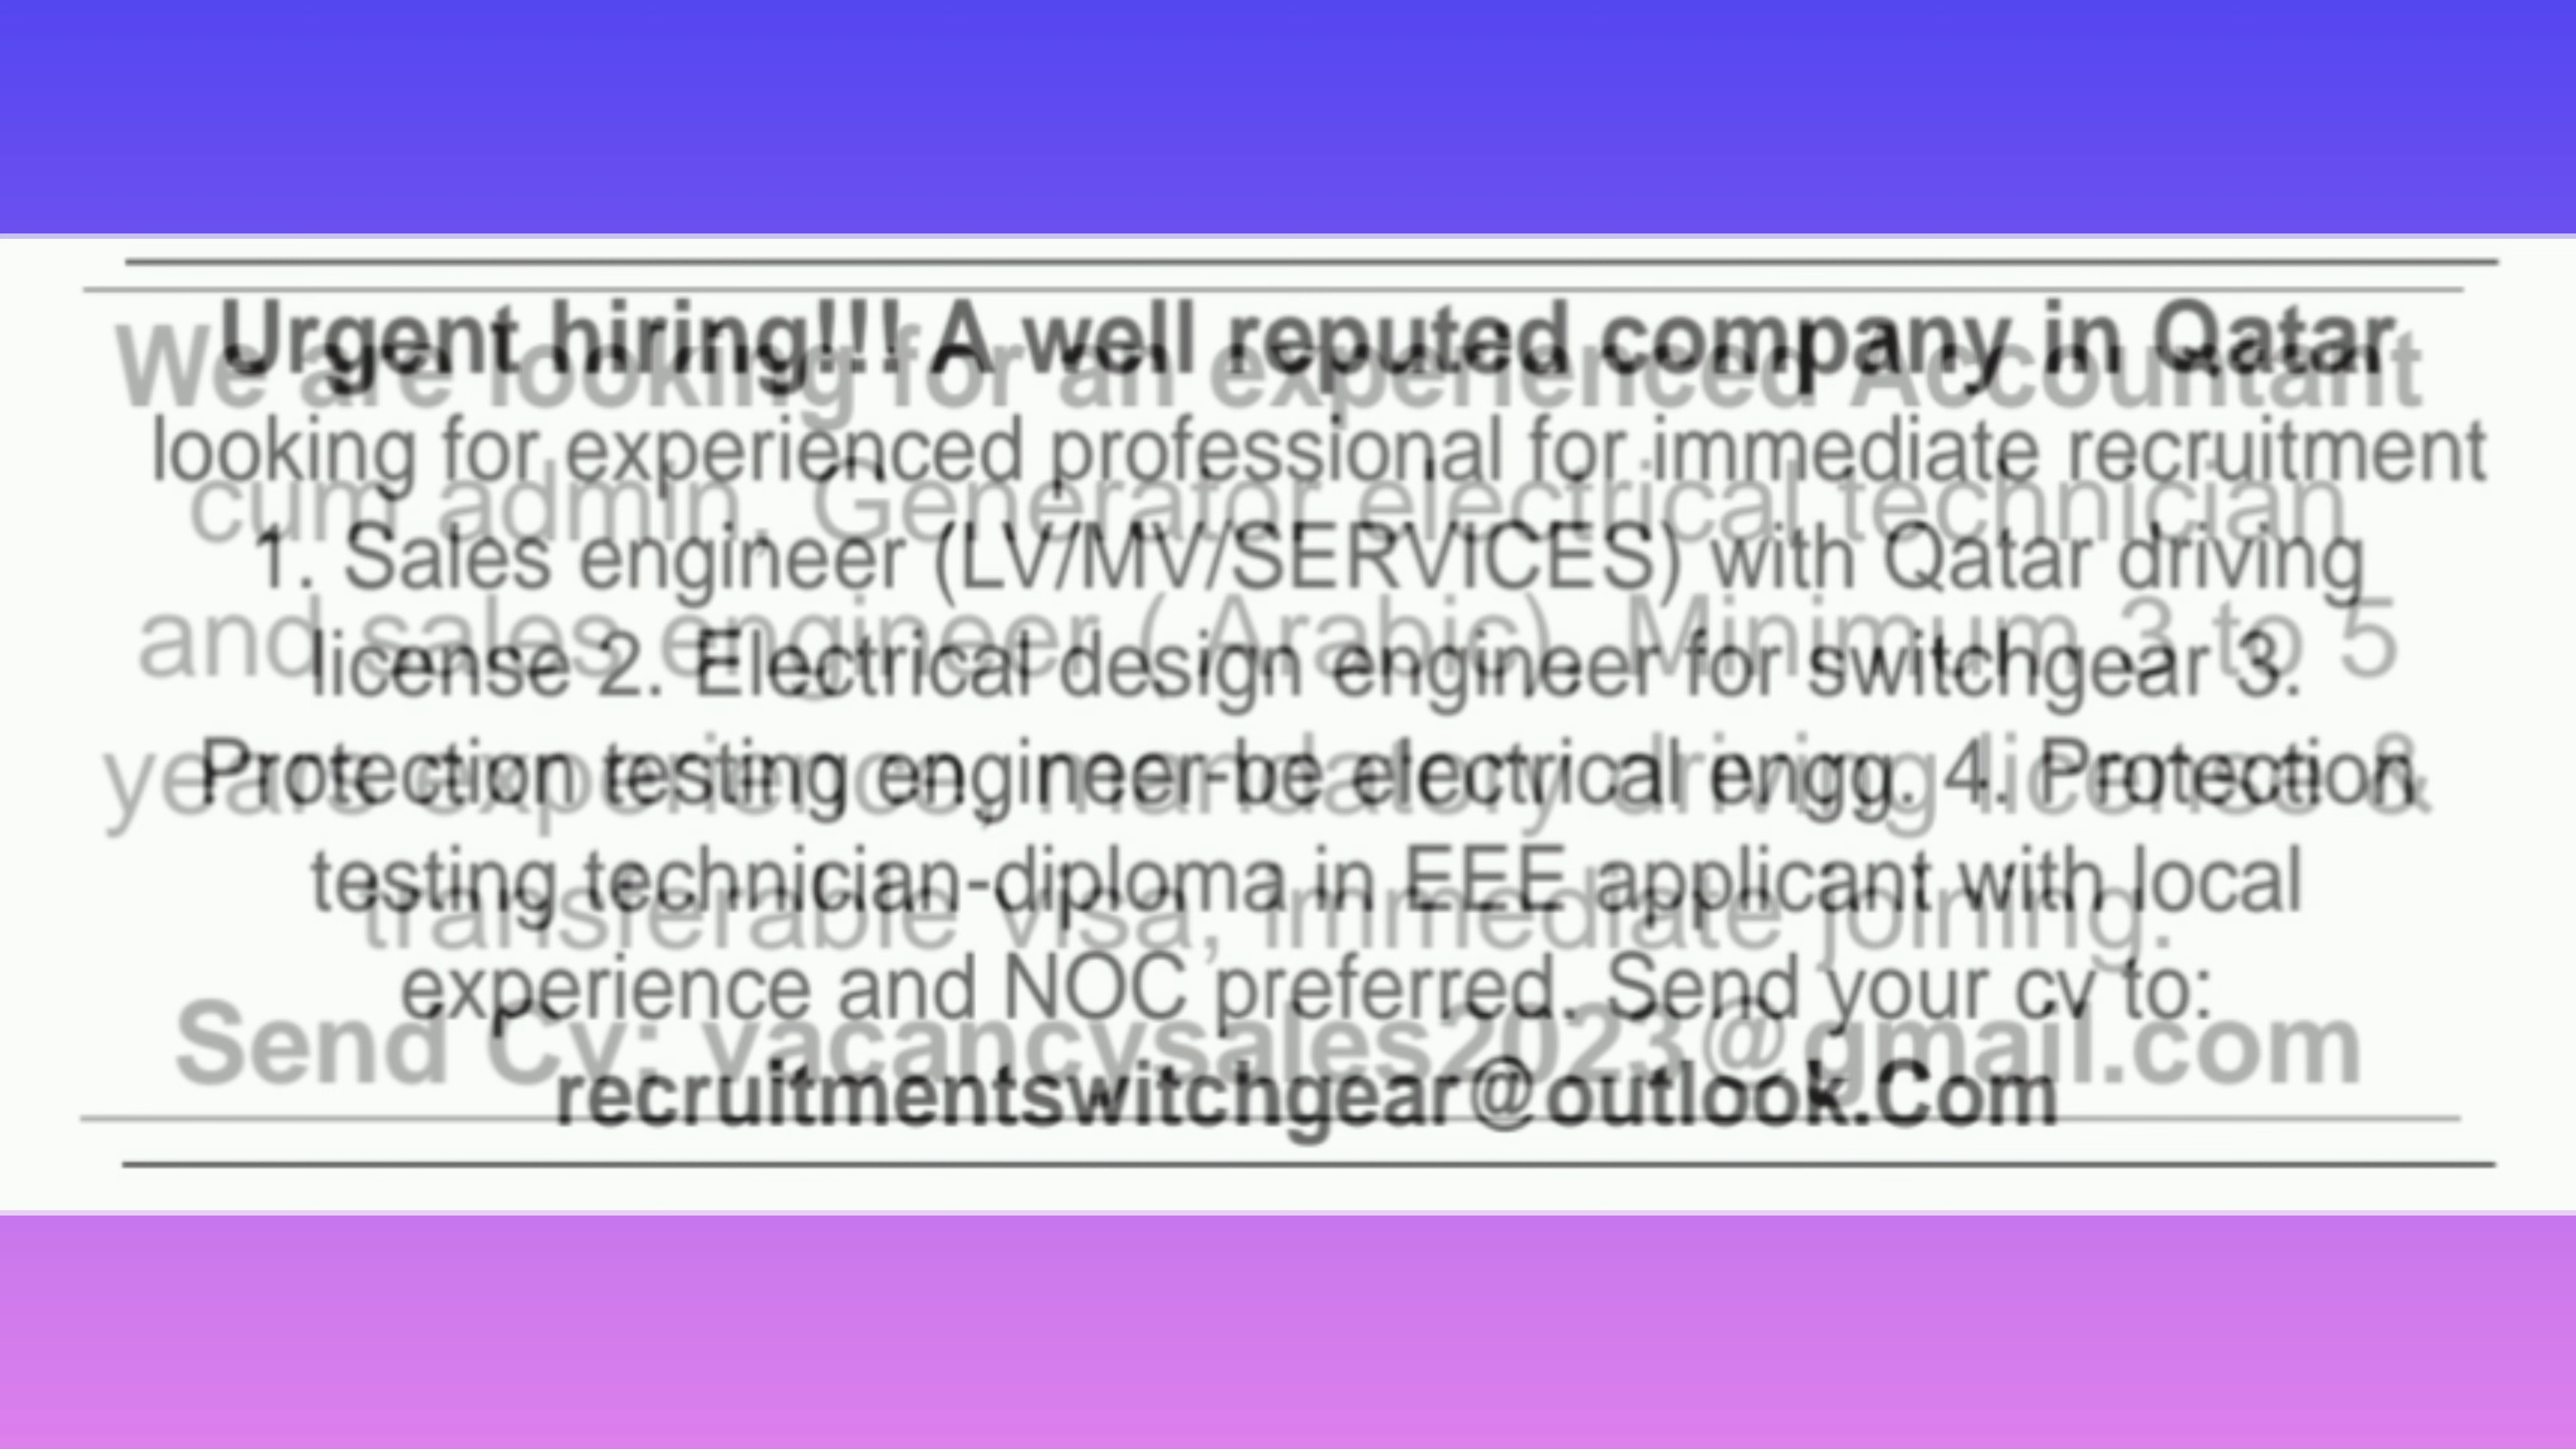 Urgent hiring!!! A well reputed company in Qatar
looking for experienced professional for immediate recruitment
1. Sales engineer (LV/MV/SERVICES) with Qatar driving
license 2. Electrical design engineer for switchgear 3.
Protection testing engineer-be electrical engg. 4. Protection
testing technician-diploma in EEE applicant with local
experience and NOC preferred. Send your cv to:
recruitmentswitchgear@outlook.Com
We are looking for an experienced Accountant
cum admin, Generator electrical technician
and sales engineer ( Arabic). Minimum 3 to 5
years experience, mandatory driving license &
transferable visa, immediate joining.
Send Cv: vacancysales2023@gmail.com